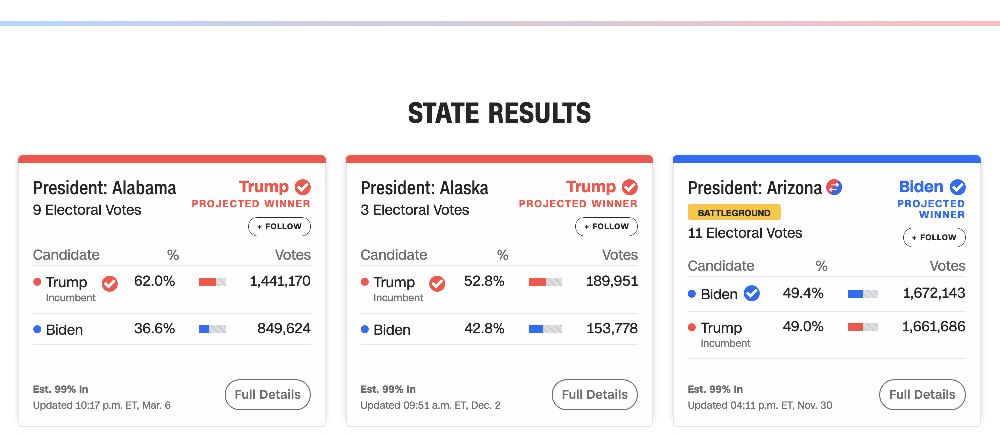 STATE RESULTS
President: Alabama
Trump
PROJECTED WINNER
9 Electoral Votes
+ FOLLOW
Candidate % Votes
Trump 62.0% 1,441,170
Incumbent
Biden 36.6% 849,624
Est. 99% In
Updated 10:17 p.m. ET, Mar. 6
Full Details
President: Alaska
Trump
PROJECTED WINNER
3 Electoral Votes
+ FOLLOW
Candidate % Votes
Trump 52.8% 189,951
Incumbent
Biden 42.8% 153,778
Est. 99% In
Updated 09:51 a.m. ET, Dec. 2
Full Details
President: Arizona
Biden
PROJECTED
WINNER
BATTLEGROUND
11 Electoral Votes
+ FOLLOW
Candidate % Votes
Biden 49.4% 1,672,143
Trump 49.0% 1,661,686
Incumbent
Est. 99% In
Updated 04:11 p.m. ET, Nov. 30
Full Details